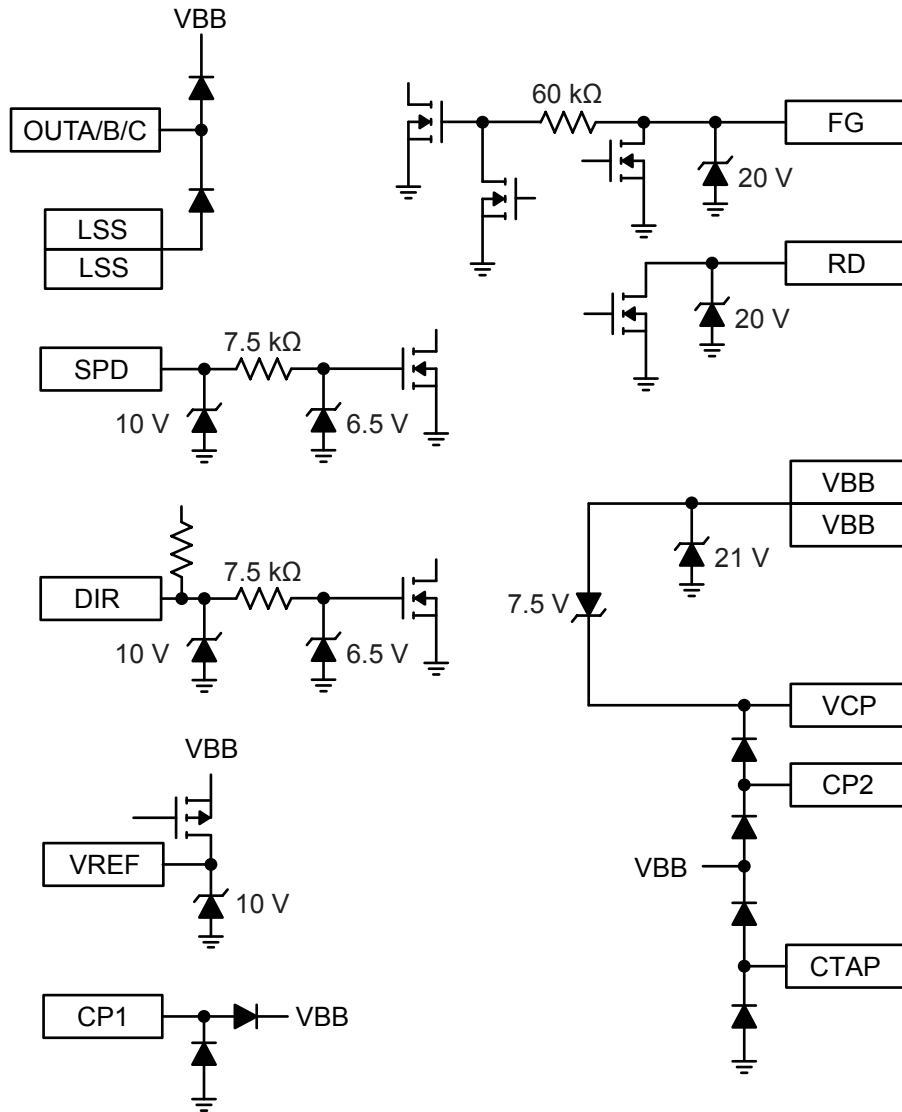 VBB
OUTA/B/C
LSS
LSS
60 kΩ
FG
20 V
RD
20 V
7.5 kΩ
SPD
10 V
6.5 V
7.5 kΩ
DIR
10 V
6.5 V
VBB
VBB
21 V
7.5 V
VCP
CP2
VBB
CTAP
VBB
VREF
10 V
CP1
VBB